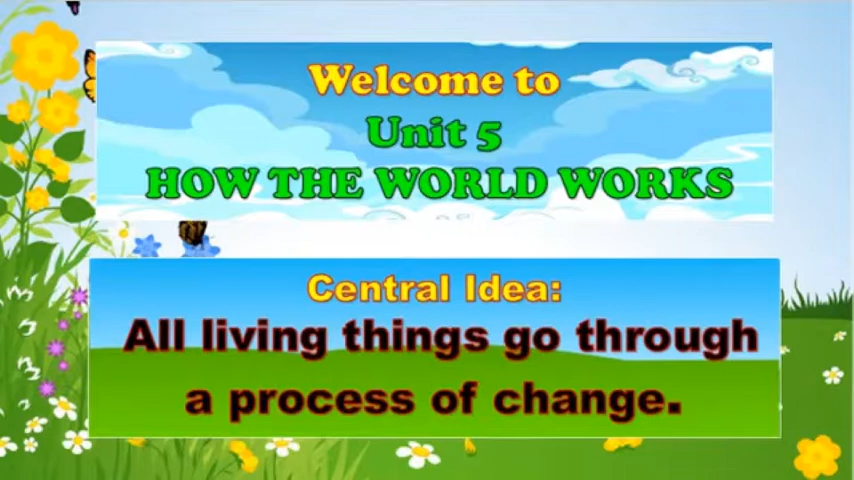 Welcome to
Unit 5
HOW THE WORLD WORKS
Central Idea:
All living things go through
a process of change.